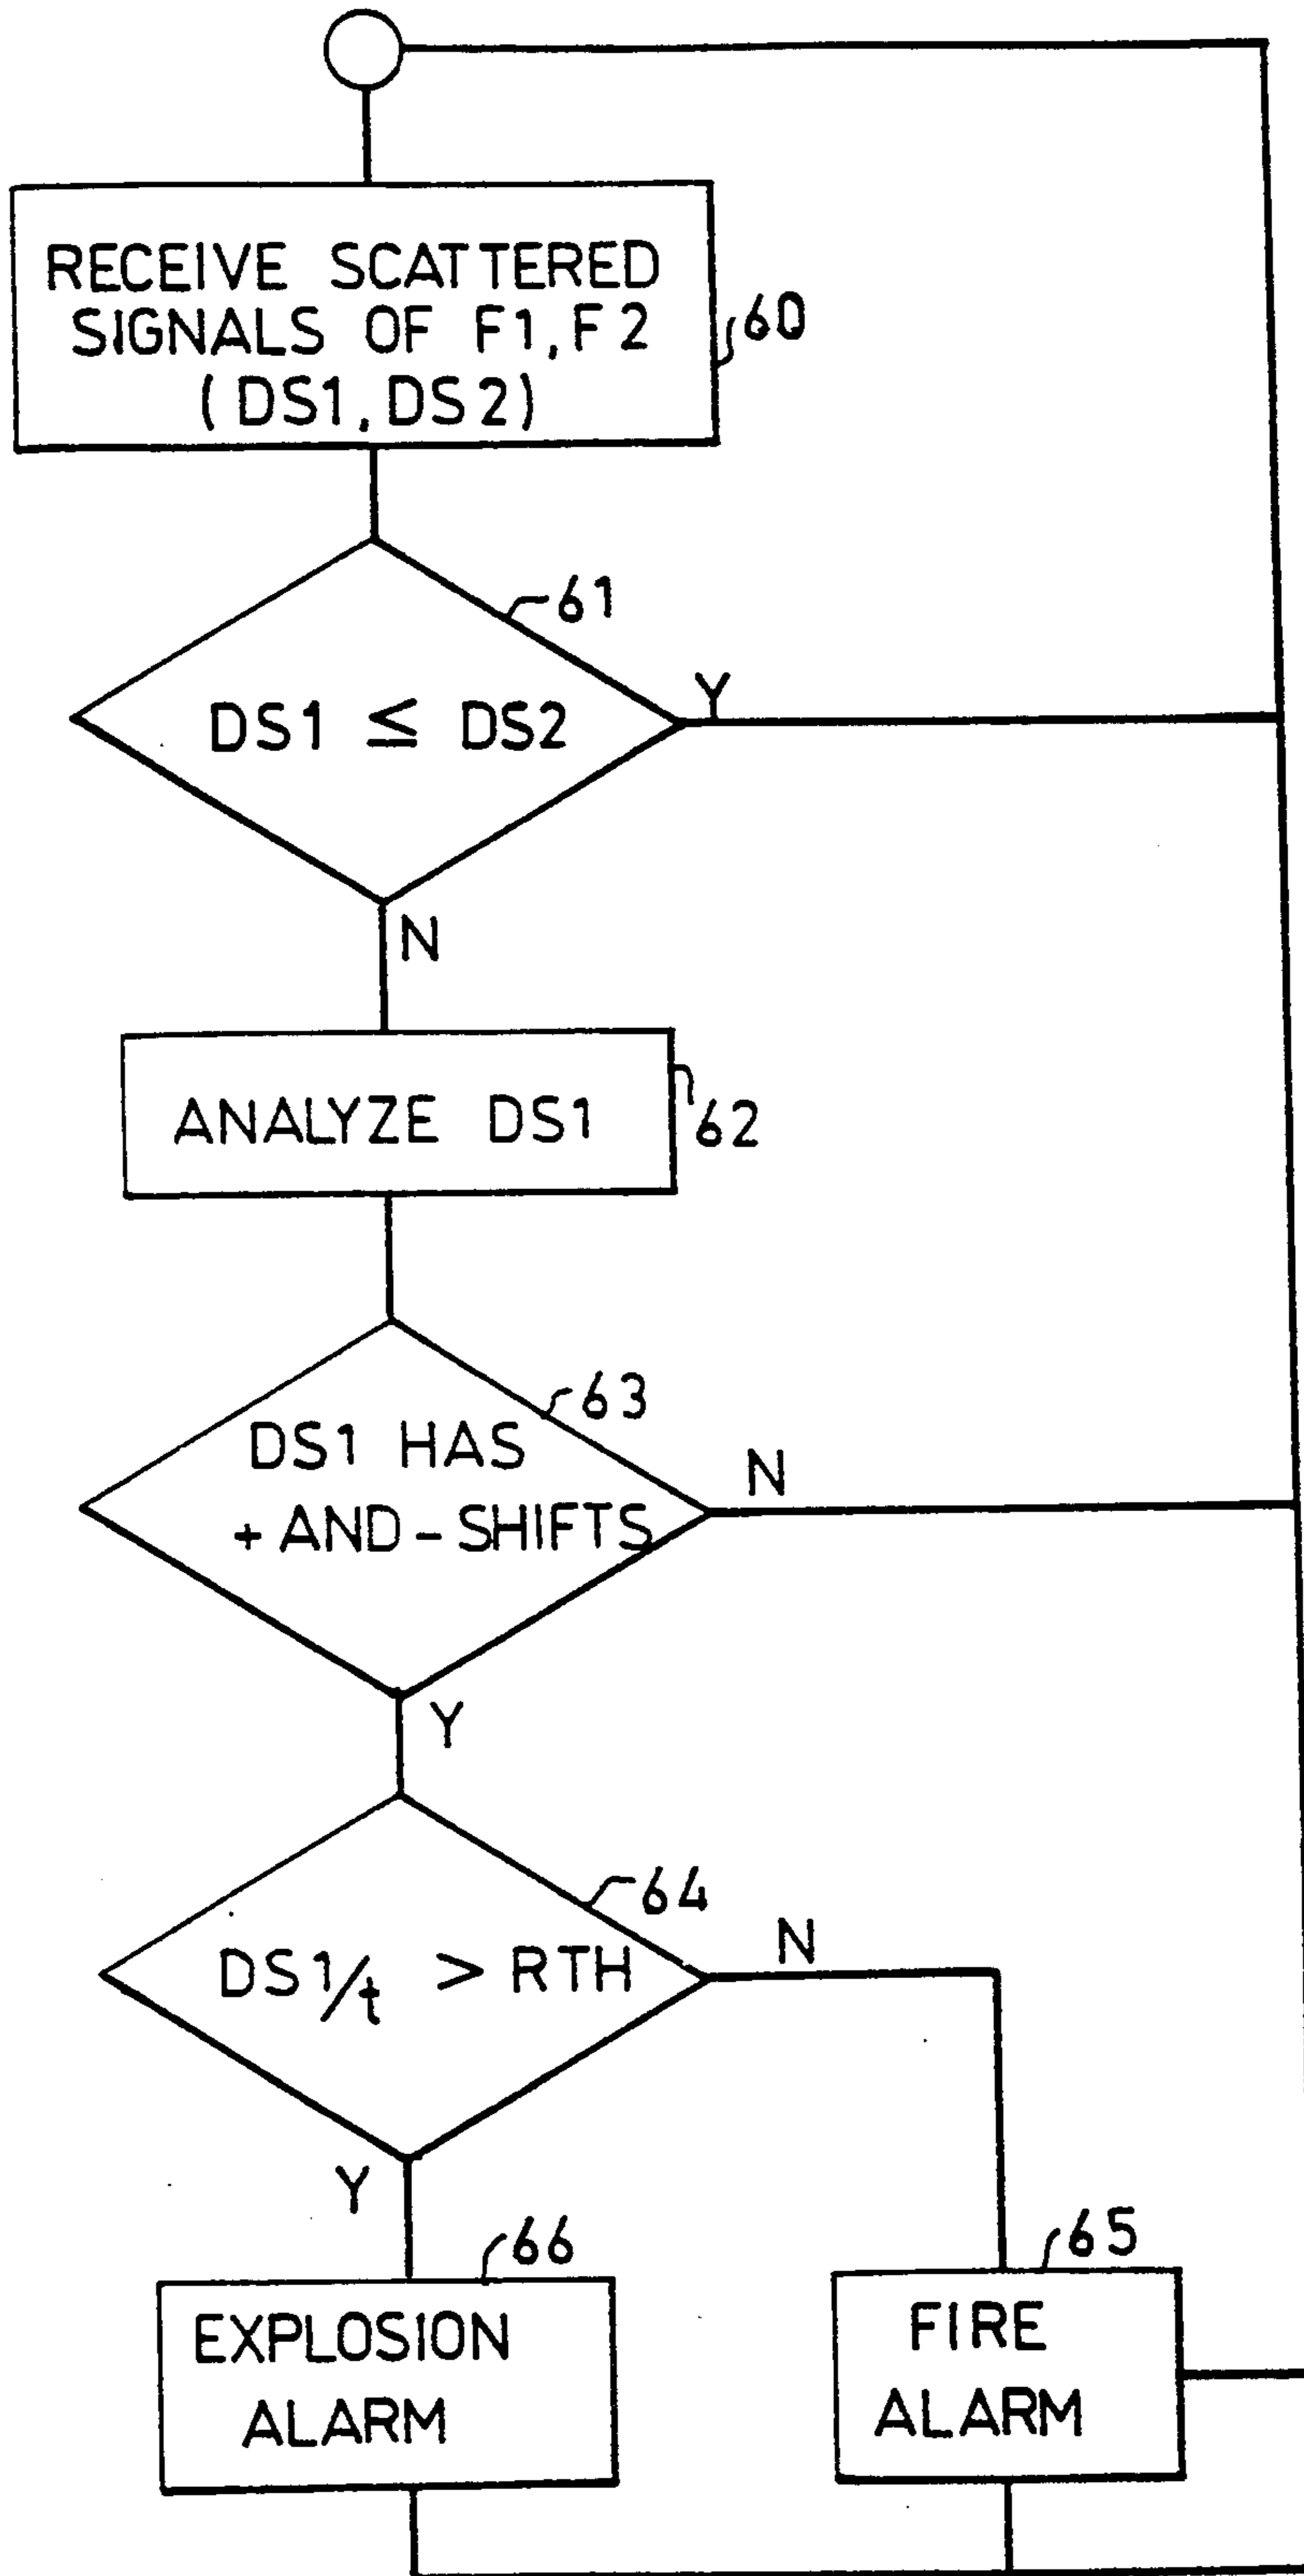 RECEIVE SCATTERED
SIGNALS OF F1, F2
(DS1, DS2)
60
61
DS1 ≤ DS2
Y
N
ANALYZE DS1
62
63
DS1 HAS
+ AND - SHIFTS
N
Y
64
DS1/t > RTH
N
Y
66
EXPLOSION
ALARM
65
FIRE
ALARM